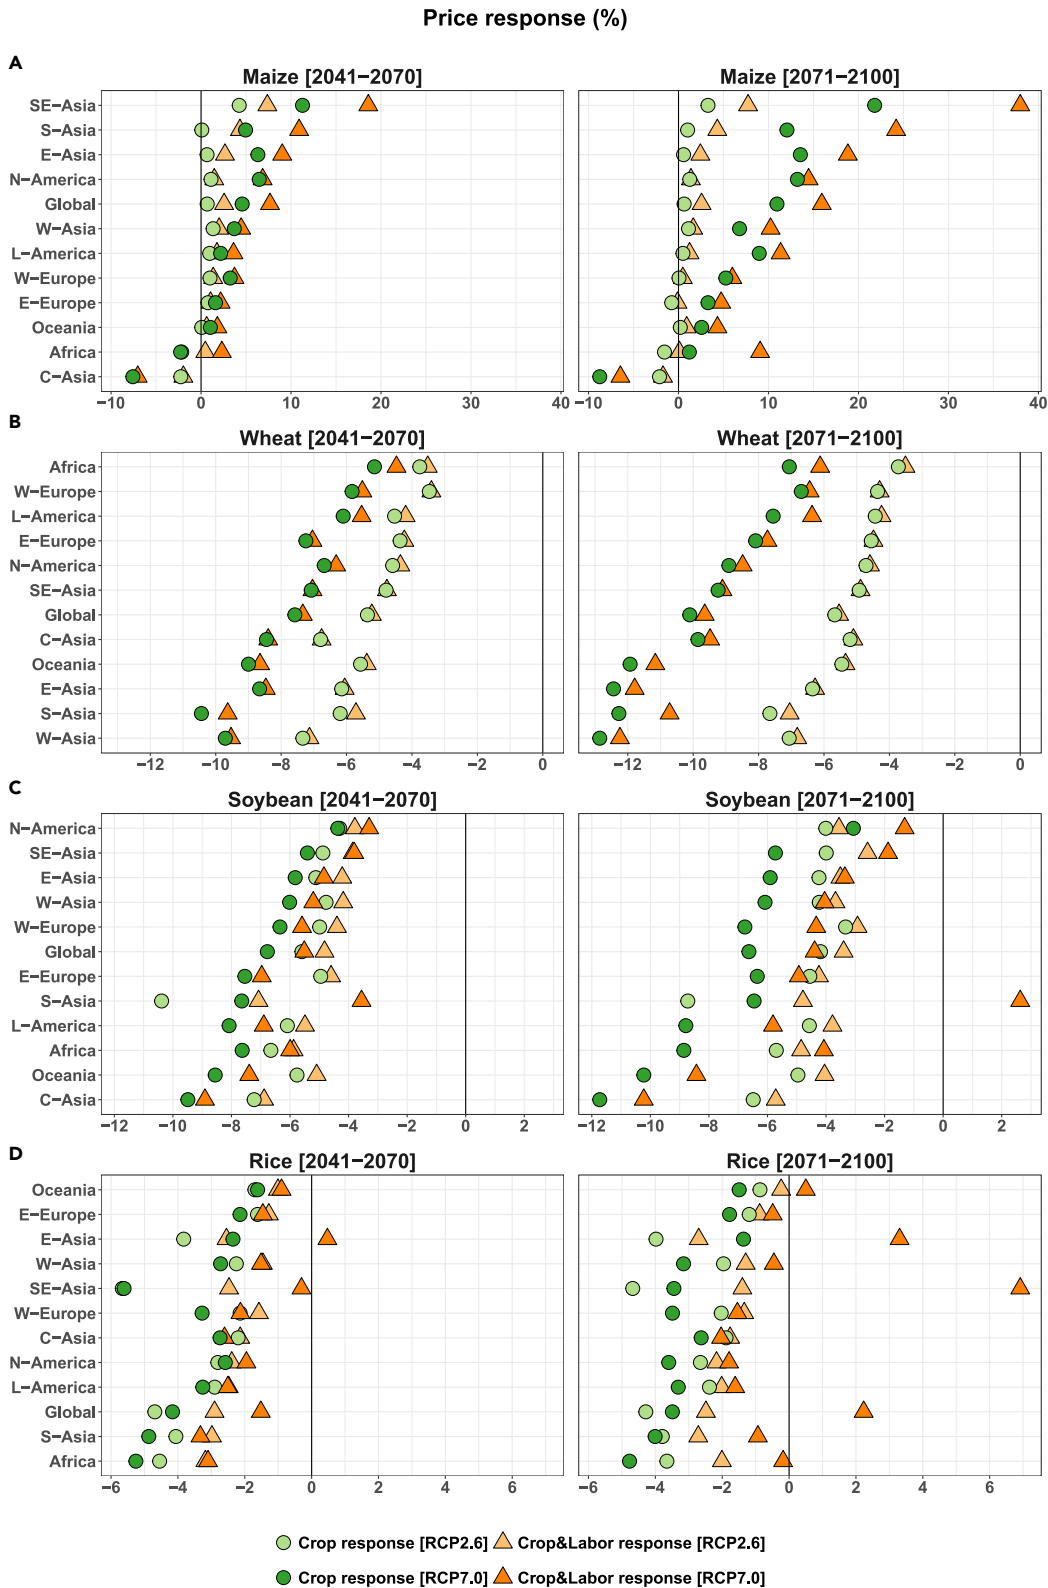 Price response (%)
A
Maize [2041−2070]
Maize [2071−2100]
SE−Asia
S−Asia
E−Asia
N−America
Global
W−Asia
L−America
W−Europe
E−Europe
Oceania
Africa
C−Asia
−10 0 10 20 30 40
−10 0 10 20 30 40
B
Wheat [2041−2070]
Wheat [2071−2100]
Africa
W−Europe
L−America
E−Europe
N−America
SE−Asia
Global
C−Asia
Oceania
E−Asia
S−Asia
W−Asia
−12 −10 −8 −6 −4 −2 0
−12 −10 −8 −6 −4 −2 0
C
Soybean [2041−2070]
Soybean [2071−2100]
N−America
SE−Asia
E−Asia
W−Asia
W−Europe
Global
E−Europe
S−Asia
L−America
Africa
Oceania
C−Asia
−12 −10 −8 −6 −4 −2 0 2
−12 −10 −8 −6 −4 −2 0 2
D
Rice [2041−2070]
Rice [2071−2100]
Oceania
E−Europe
E−Asia
W−Asia
SE−Asia
W−Europe
C−Asia
N−America
L−America
Global
S−Asia
Africa
−6 −4 −2 0 2 4 6
−6 −4 −2 0 2 4 6
Crop response [RCP2.6] Crop&Labor response [RCP2.6]
Crop response [RCP7.0] Crop&Labor response [RCP7.0]